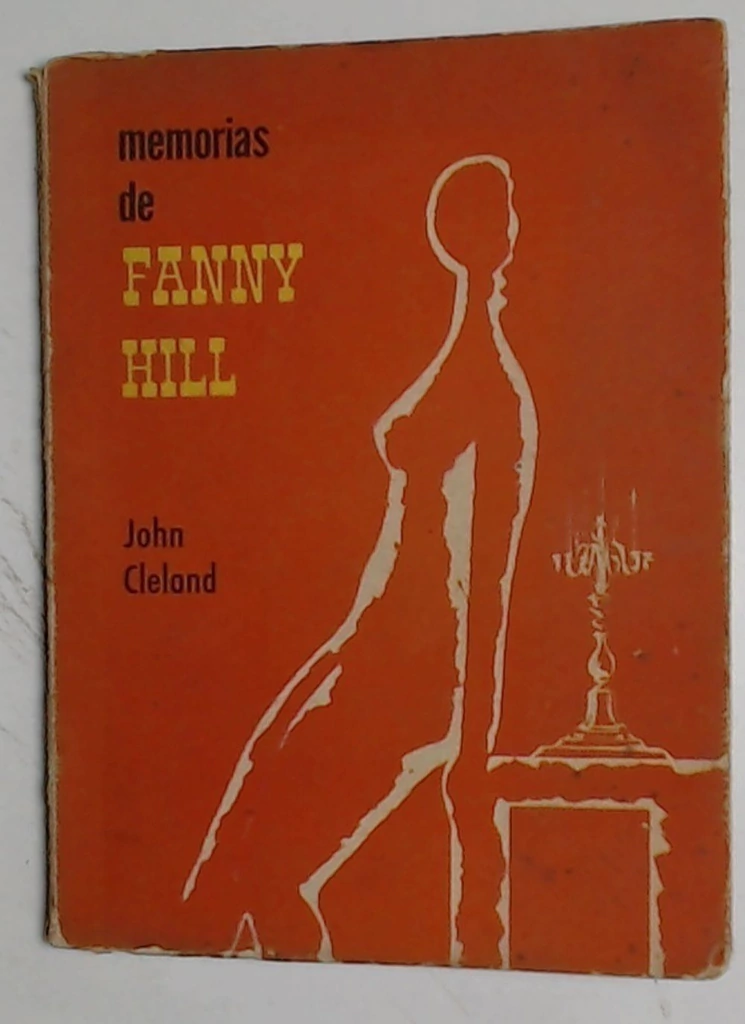 memorias
de
FANNY
HILL
John
Cleland